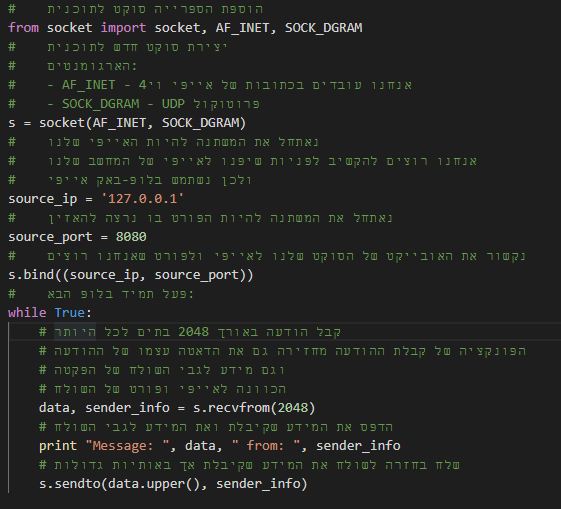 # הוספת הספרייה סוקט לתוכנית
from socket import socket, AF_INET, SOCK_DGRAM
# יצירת סוקט חדש לתוכנית
# הארגומנטים:
# - AF_INET - אנחנו עובדים בכתובות של אייפי וי4
# - SOCK_DGRAM - UDP פרוטוקול
s = socket(AF_INET, SOCK_DGRAM)
# נאתחל את המשתנה להיות האייפי שלנו
# אנחנו רוצים להקשיב לפניות שיפנו לאייפי של המחשב שלנו
# ולכן נשתמש בלופ-באק אייפי
source_ip = '127.0.0.1'
# נאתחל את המשתנה להיות הפורט בו נרצה להאזין
source_port = 8080
# נקשור את האובייקט של הסוקט שלנו לאייפי ולפורט שאנחנו רוצים
s.bind((source_ip, source_port))
# פעל תמיד בלופ הבא:
while True:
    # קבל הודעה באורך 2048 בתים לכל היותר
    # הפונקציה של קבלת ההודעה מחזירה גם את הדאטה עצמו של ההודעה
    # וגם מידע לגבי השולח של הפקטה
    # הכוונה לאייפי ופורט של השולח
    data, sender_info = s.recvfrom(2048)
    # הדפס את המידע שקיבלת ואת המידע לגבי השולח
    print "Message: ", data, " from: ", sender_info
    # שלח בחזרה לשולח את המידע שקיבלת אך באותיות גדולות
    s.sendto(data.upper(), sender_info)